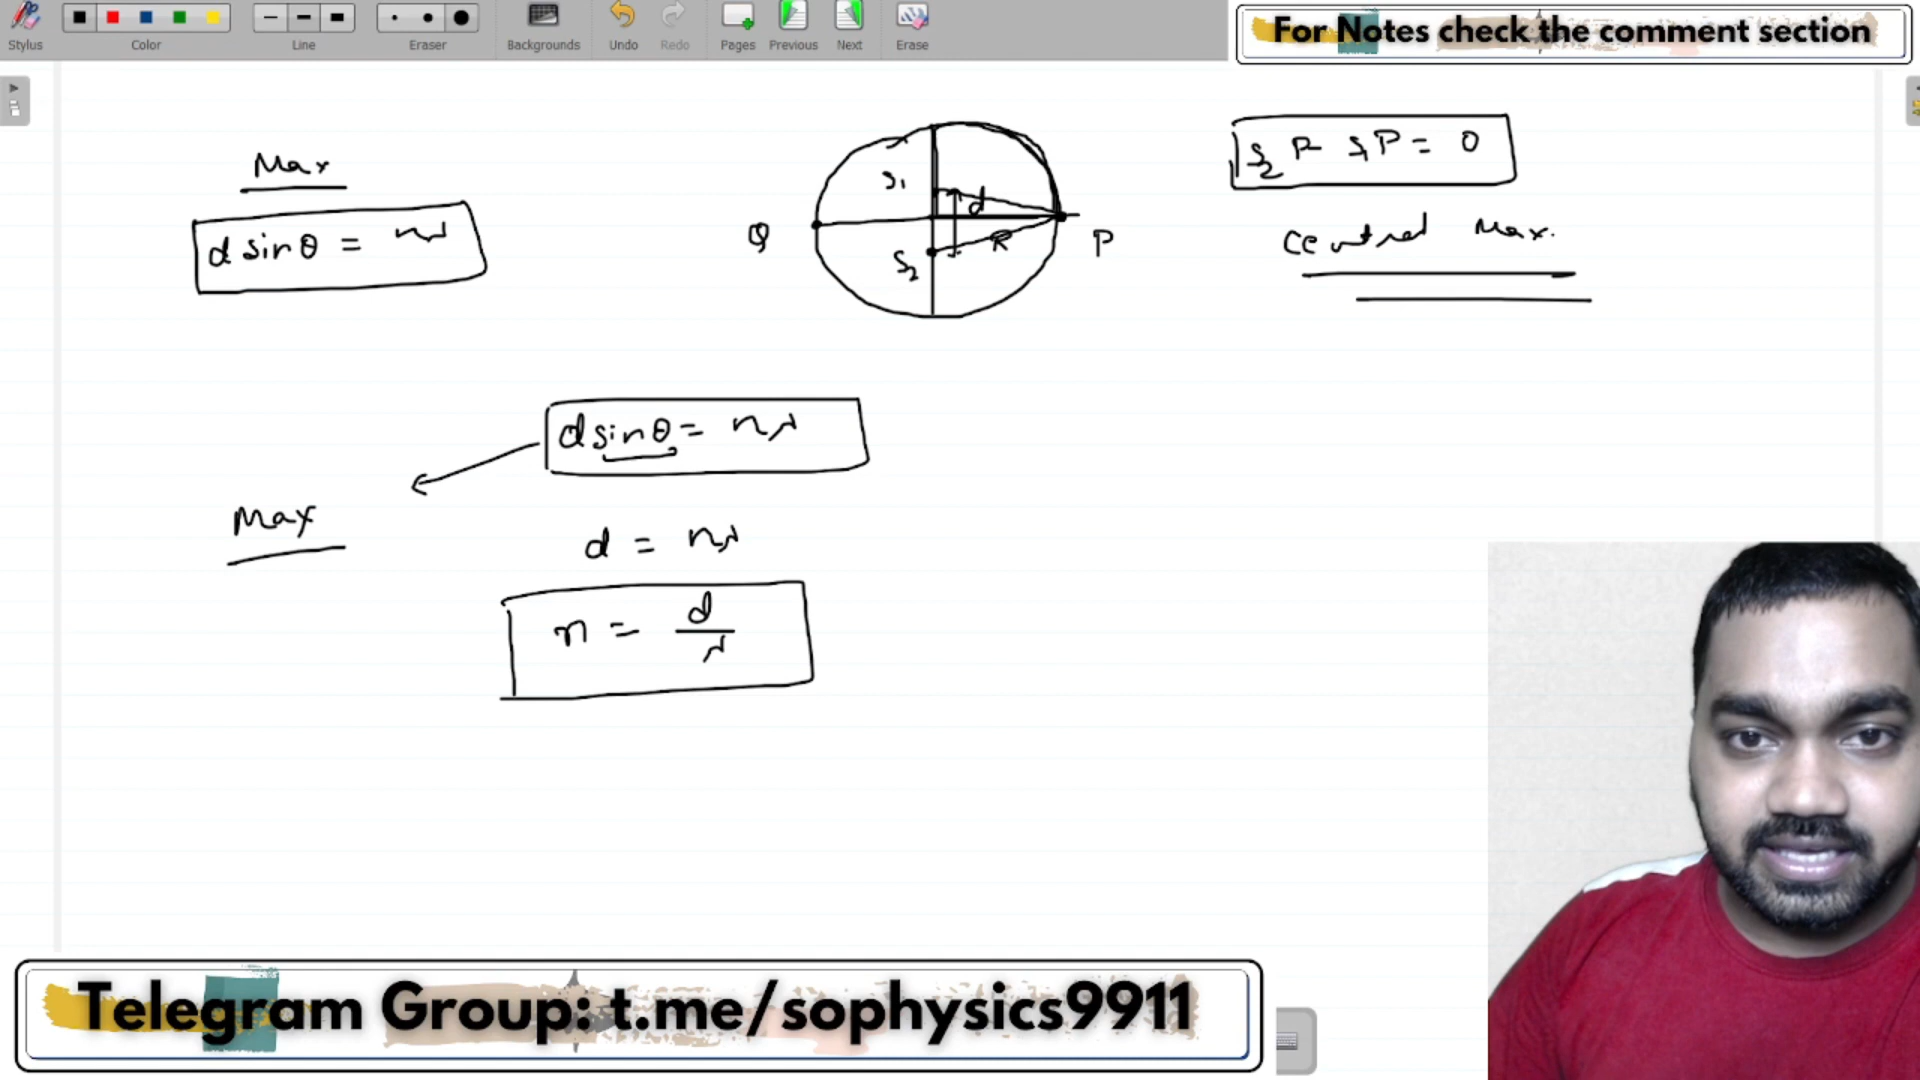 Stylus
Color
Line
Eraser
Backgrounds
Undo
Redo
Pages
Previous
Next
Erase
For Notes check the comment section
Max
d sinθ = nλ
S₁
d
Q
R
P
S₂
S₂P - S₁P = 0
Central Max.
d sinθ = nλ
Max
d = nλ
n = d/λ
Telegram Group: t.me/sophysics9911